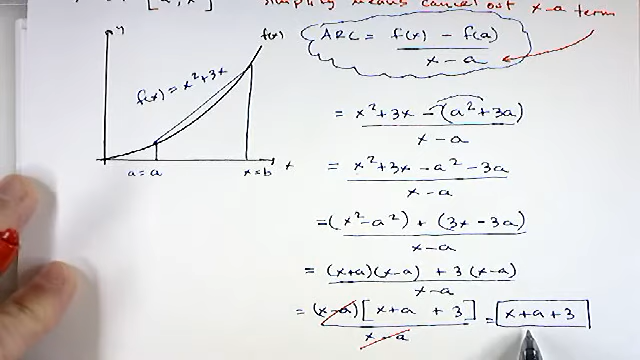 [a, x] simplify means cancel out x-a term
y
f(x)
f(x) = x²+3x
a = a
x = b
x
ARC = f(x) - f(a) / x - a
= x²+3x - (a²+3a) / x - a
= x²+3x - a² - 3a / x - a
= (x²-a²) + (3x-3a) / x - a
= (x+a)(x-a) + 3(x-a) / x - a
= (x-a)[x+a + 3] / x - a = x+a+3